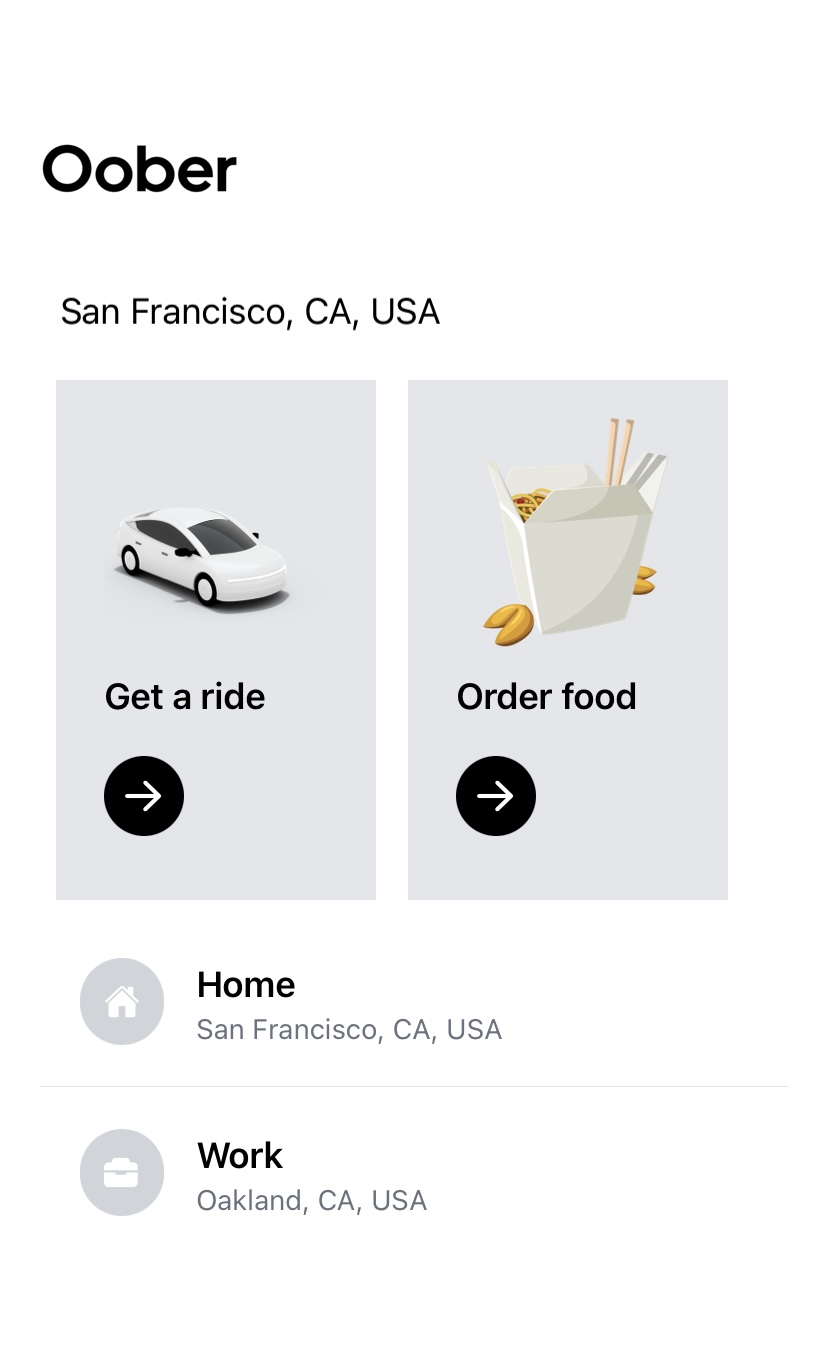 Oober
San Francisco, CA, USA
Get a ride
Order food
Home
San Francisco, CA, USA
Work
Oakland, CA, USA